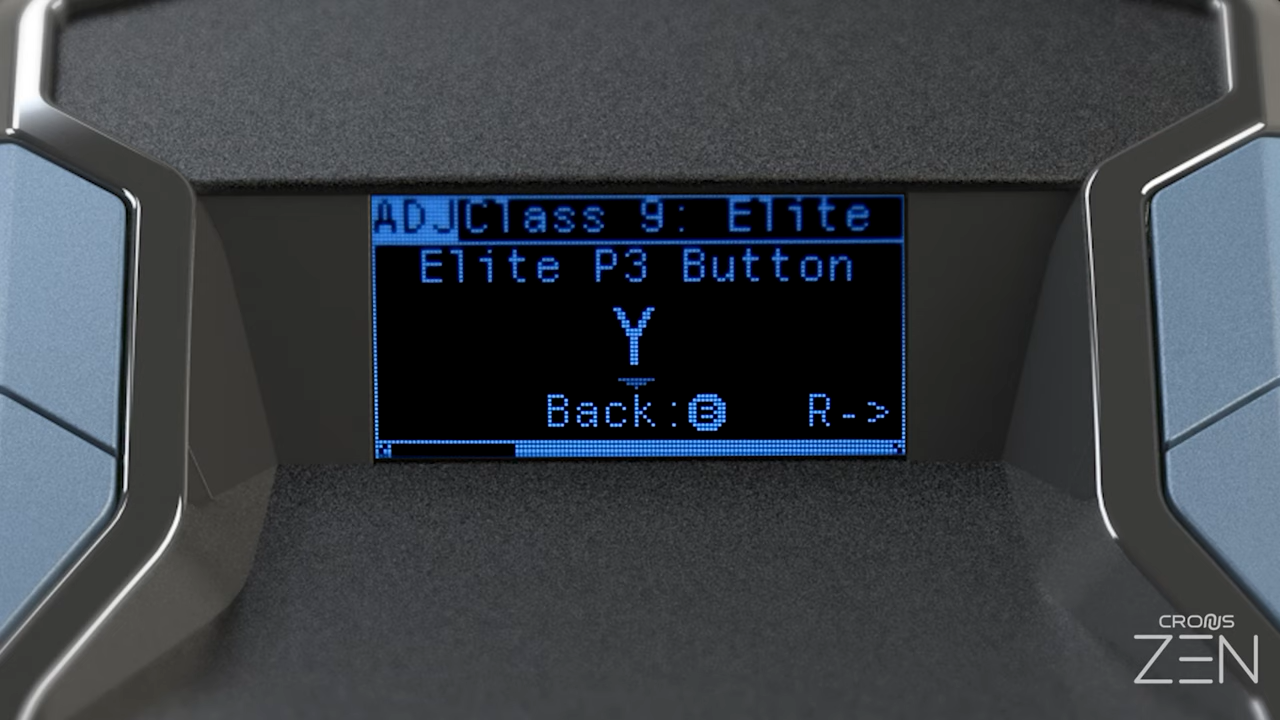 ADJ Class 9: Elite
Elite P3 Button
Y
Back:B R->
CRONUS
ZEN